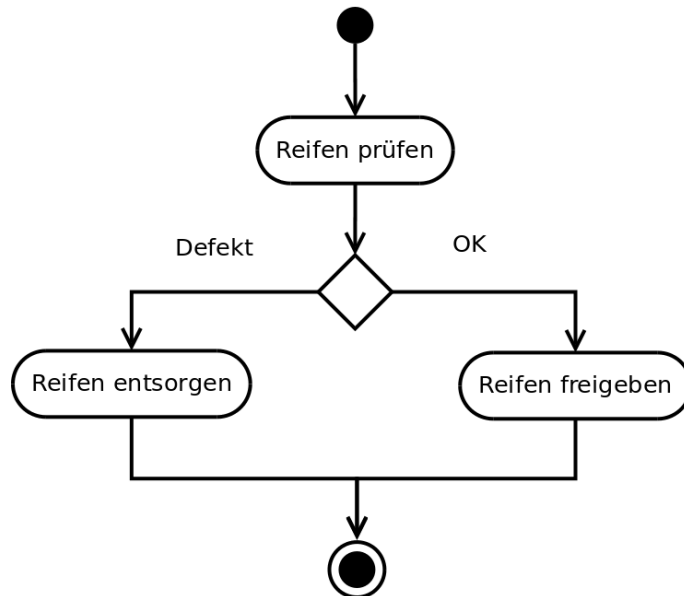 Reifen prüfen
Defekt
OK
Reifen entsorgen
Reifen freigeben